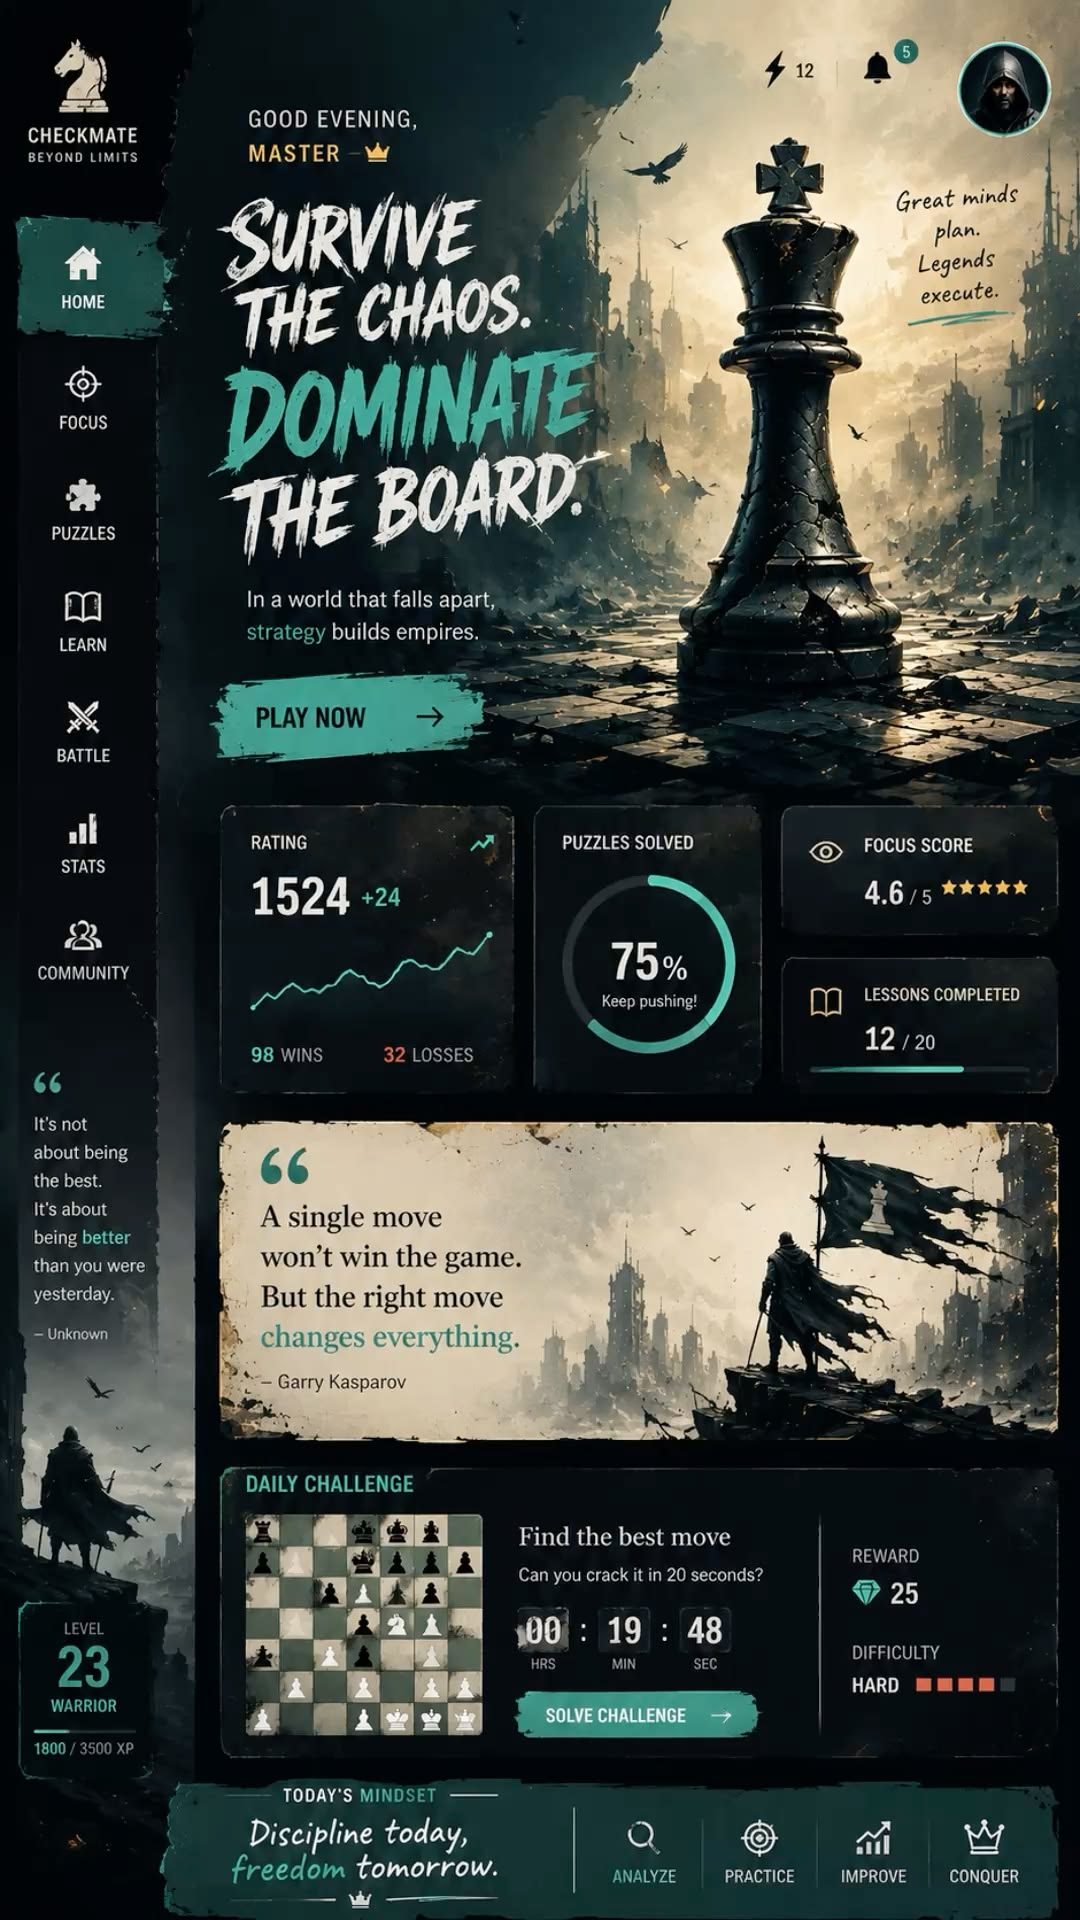 CHECKMATE
BEYOND LIMITS
HOME
FOCUS
PUZZLES
LEARN
BATTLE
STATS
COMMUNITY
“
It's not
about being
the best.
It's about
being better
than you were
yesterday.
– Unknown
LEVEL
23
WARRIOR
1800 / 3500 XP
12
5
GOOD EVENING,
MASTER
SURVIVE
THE CHAOS.
DOMINATE
THE BOARD.
Great minds
plan.
Legends
execute.
In a world that falls apart,
strategy builds empires.
PLAY NOW →
RATING
1524 +24
98 WINS 32 LOSSES
PUZZLES SOLVED
75%
Keep pushing!
FOCUS SCORE
4.6 / 5 ★★★★★
LESSONS COMPLETED
12 / 20
“
A single move
won’t win the game.
But the right move
changes everything.
– Garry Kasparov
DAILY CHALLENGE
Find the best move
Can you crack it in 20 seconds?
00 : 19 : 48
HRS MIN SEC
SOLVE CHALLENGE →
REWARD
25
DIFFICULTY
HARD
TODAY'S MINDSET
Discipline today,
freedom tomorrow.
ANALYZE
PRACTICE
IMPROVE
CONQUER